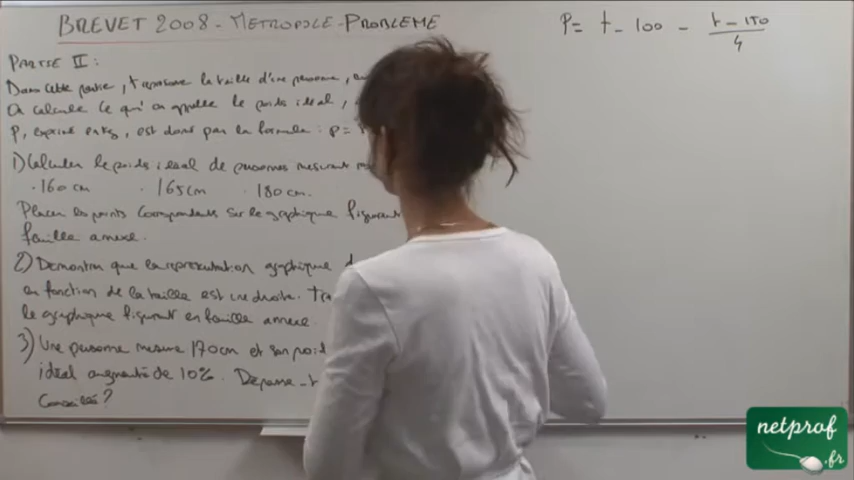 BREVET 2008 - METROPOLE - PROBLEME
PARTIE II :
Dans cette partie, t représente la taille d'une personne,
On calcule ce qu'on appelle le poids idéal,
P, exprimé en kg, est donné par la formule : P =
1) Calculer le poids idéal de personnes mesurant
· 160 cm · 165 cm · 180 cm.
Placer les points correspondants sur le graphique figurant
feuille annexe.
2) Démontrer que la représentation graphique
en fonction de la taille est une droite.
le graphique figurant en feuille annexe.
3) Une personne mesure 170 cm et son poids
idéal augmenté de 10%. Dépasse-t
conseillé ?
P = t - 100 - (t - 150) / 4
netprof
.fr